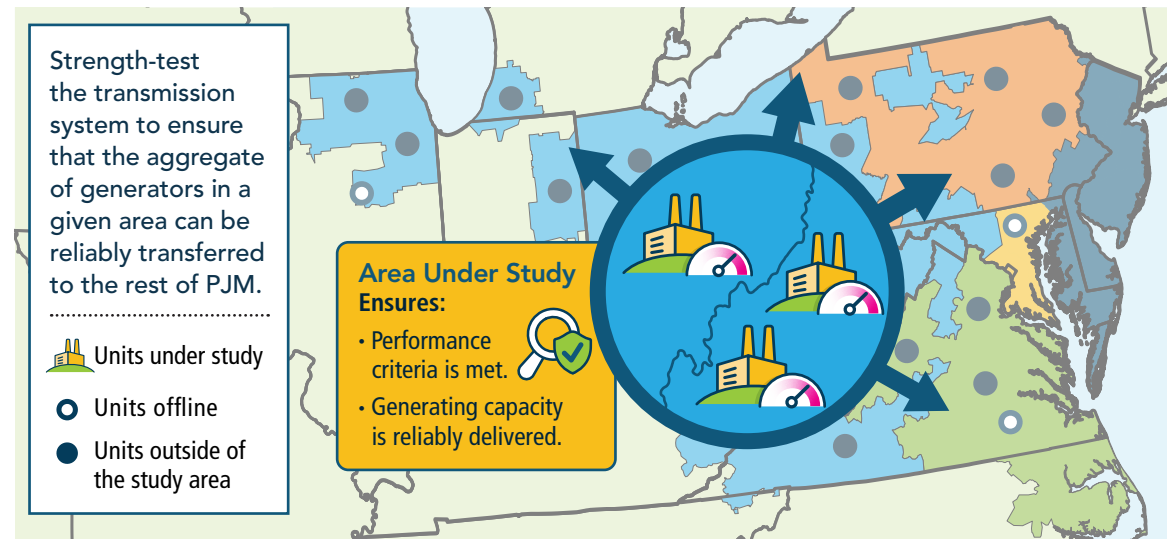 Strength-test
the transmission
system to ensure
that the aggregate
of generators in a
given area can be
reliably transferred
to the rest of PJM.
Units under study
Units offline
Units outside of
the study area
Area Under Study
Ensures:
• Performance
criteria is met.
• Generating capacity
is reliably delivered.